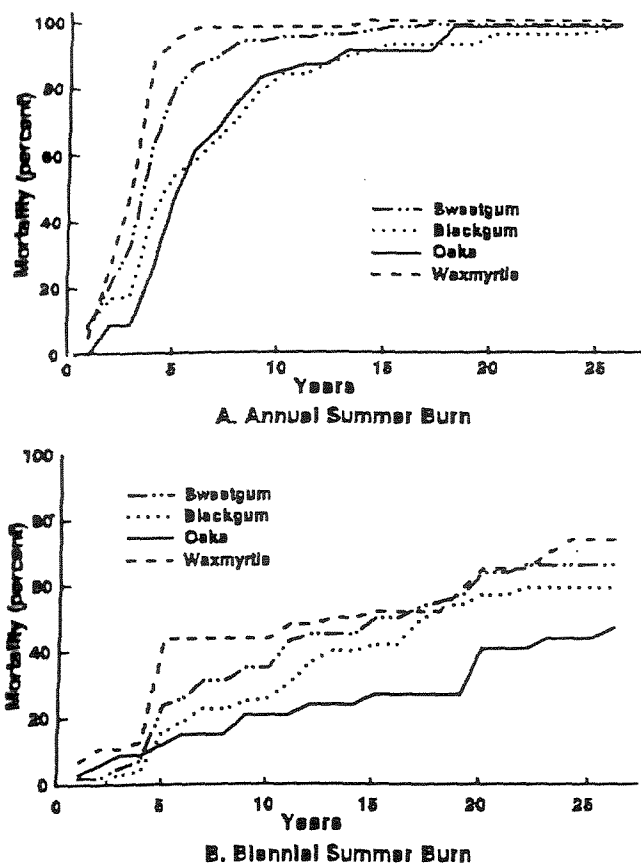 100
80
60
40
20
0
Mortality (percent)
Sweetgum
Blackgum
Oaks
Waxmyrtle
0 5 10 15 20 25
Years
A. Annual Summer Burn
100
80
60
40
20
0
Mortality (percent)
Sweetgum
Blackgum
Oaks
Waxmyrtle
0 5 10 15 20 25
Years
B. Biennial Summer Burn